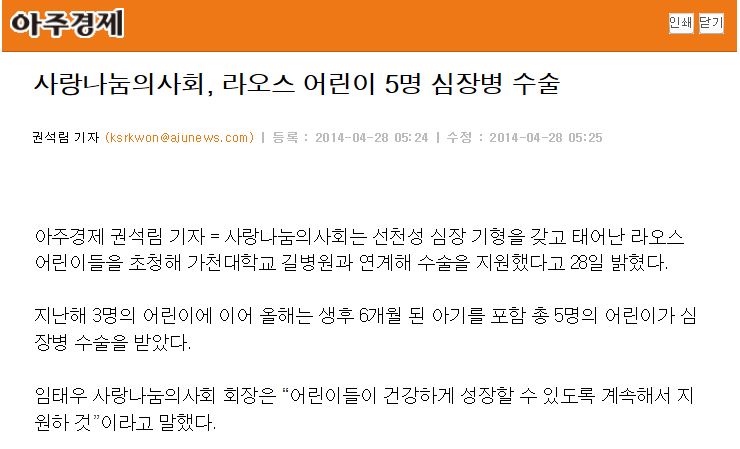 아주경제
인쇄 닫기
사랑나눔의사회, 라오스 어린이 5명 심장병 수술
권석림 기자 (ksrkwon@ajunews.com) | 등록 : 2014-04-28 05:24 | 수정 : 2014-04-28 05:25
아주경제 권석림 기자 = 사랑나눔의사회는 선천성 심장 기형을 갖고 태어난 라오스
어린이들을 초청해 가천대학교 길병원과 연계해 수술을 지원했다고 28일 밝혔다.
지난해 3명의 어린이에 이어 올해는 생후 6개월 된 아기를 포함 총 5명의 어린이가 심
장병 수술을 받았다.
임태우 사랑나눔의사회 회장은 “어린이들이 건강하게 성장할 수 있도록 계속해서 지
원하 것”이라고 말했다.